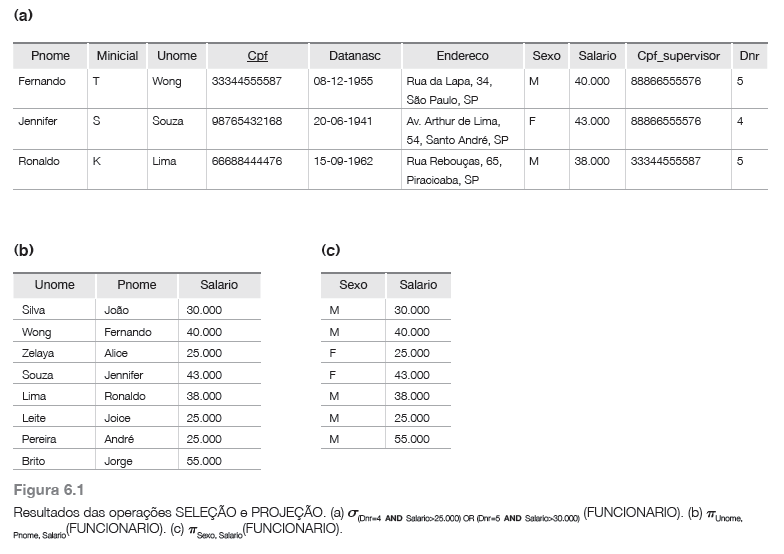 (a)
Pnome Minicial Unome Cpf Datanasc Endereco Sexo Salario Cpf_supervisor Dnr
Fernando T Wong 33344555587 08-12-1955 Rua da Lapa, 34, M 40.000 88866555576 5
São Paulo, SP
Jennifer S Souza 98765432168 20-06-1941 Av. Arthur de Lima, F 43.000 88866555576 4
54, Santo André, SP
Ronaldo K Lima 66688444476 15-09-1962 Rua Rebouças, 65, M 38.000 33344555587 5
Piracicaba, SP
(b)
Unome Pnome Salario
Silva João 30.000
Wong Fernando 40.000
Zelaya Alice 25.000
Souza Jennifer 43.000
Lima Ronaldo 38.000
Leite Joice 25.000
Pereira André 25.000
Brito Jorge 55.000
(c)
Sexo Salario
M 30.000
M 40.000
F 25.000
F 43.000
M 38.000
M 25.000
M 55.000
Figura 6.1
Resultados das operações SELEÇÃO e PROJEÇÃO. (a) σ(Dnr=4 AND Salario>25.000) OR (Dnr=5 AND Salario>30.000) (FUNCIONARIO). (b) πUnome,
Pnome, Salario(FUNCIONARIO). (c) πSexo, Salario(FUNCIONARIO).